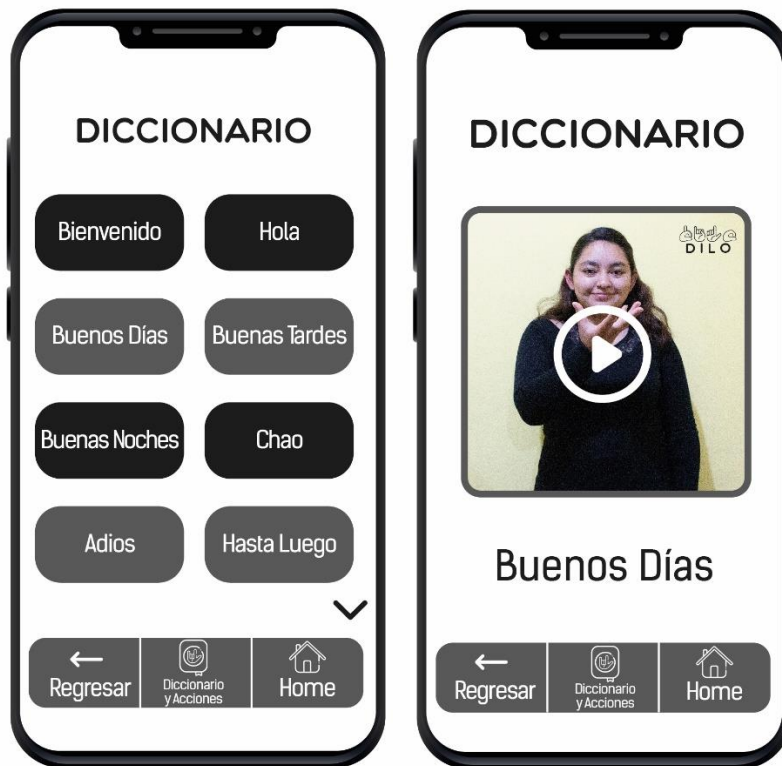 DICCIONARIO
Bienvenido
Hola
Buenos Días
Buenas Tardes
Buenas Noches
Chao
Adios
Hasta Luego
Regresar
Diccionario
y Acciones
Home
DICCIONARIO
DILO
Buenos Días
Regresar
Diccionario
y Acciones
Home